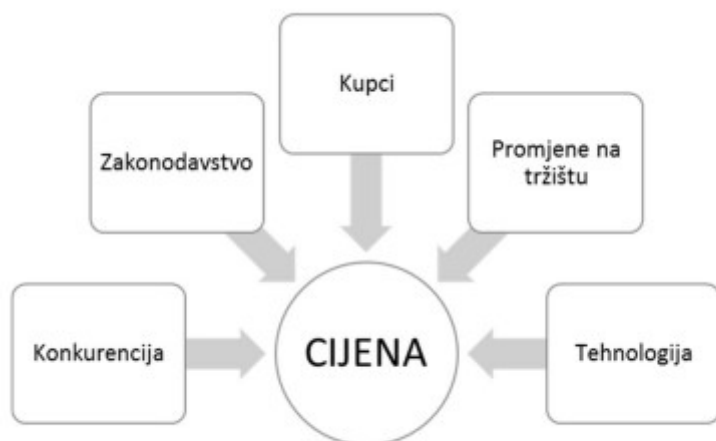 Kupci
Zakonodavstvo
Promjene na
tržištu
Konkurencija
CIJENA
Tehnologija